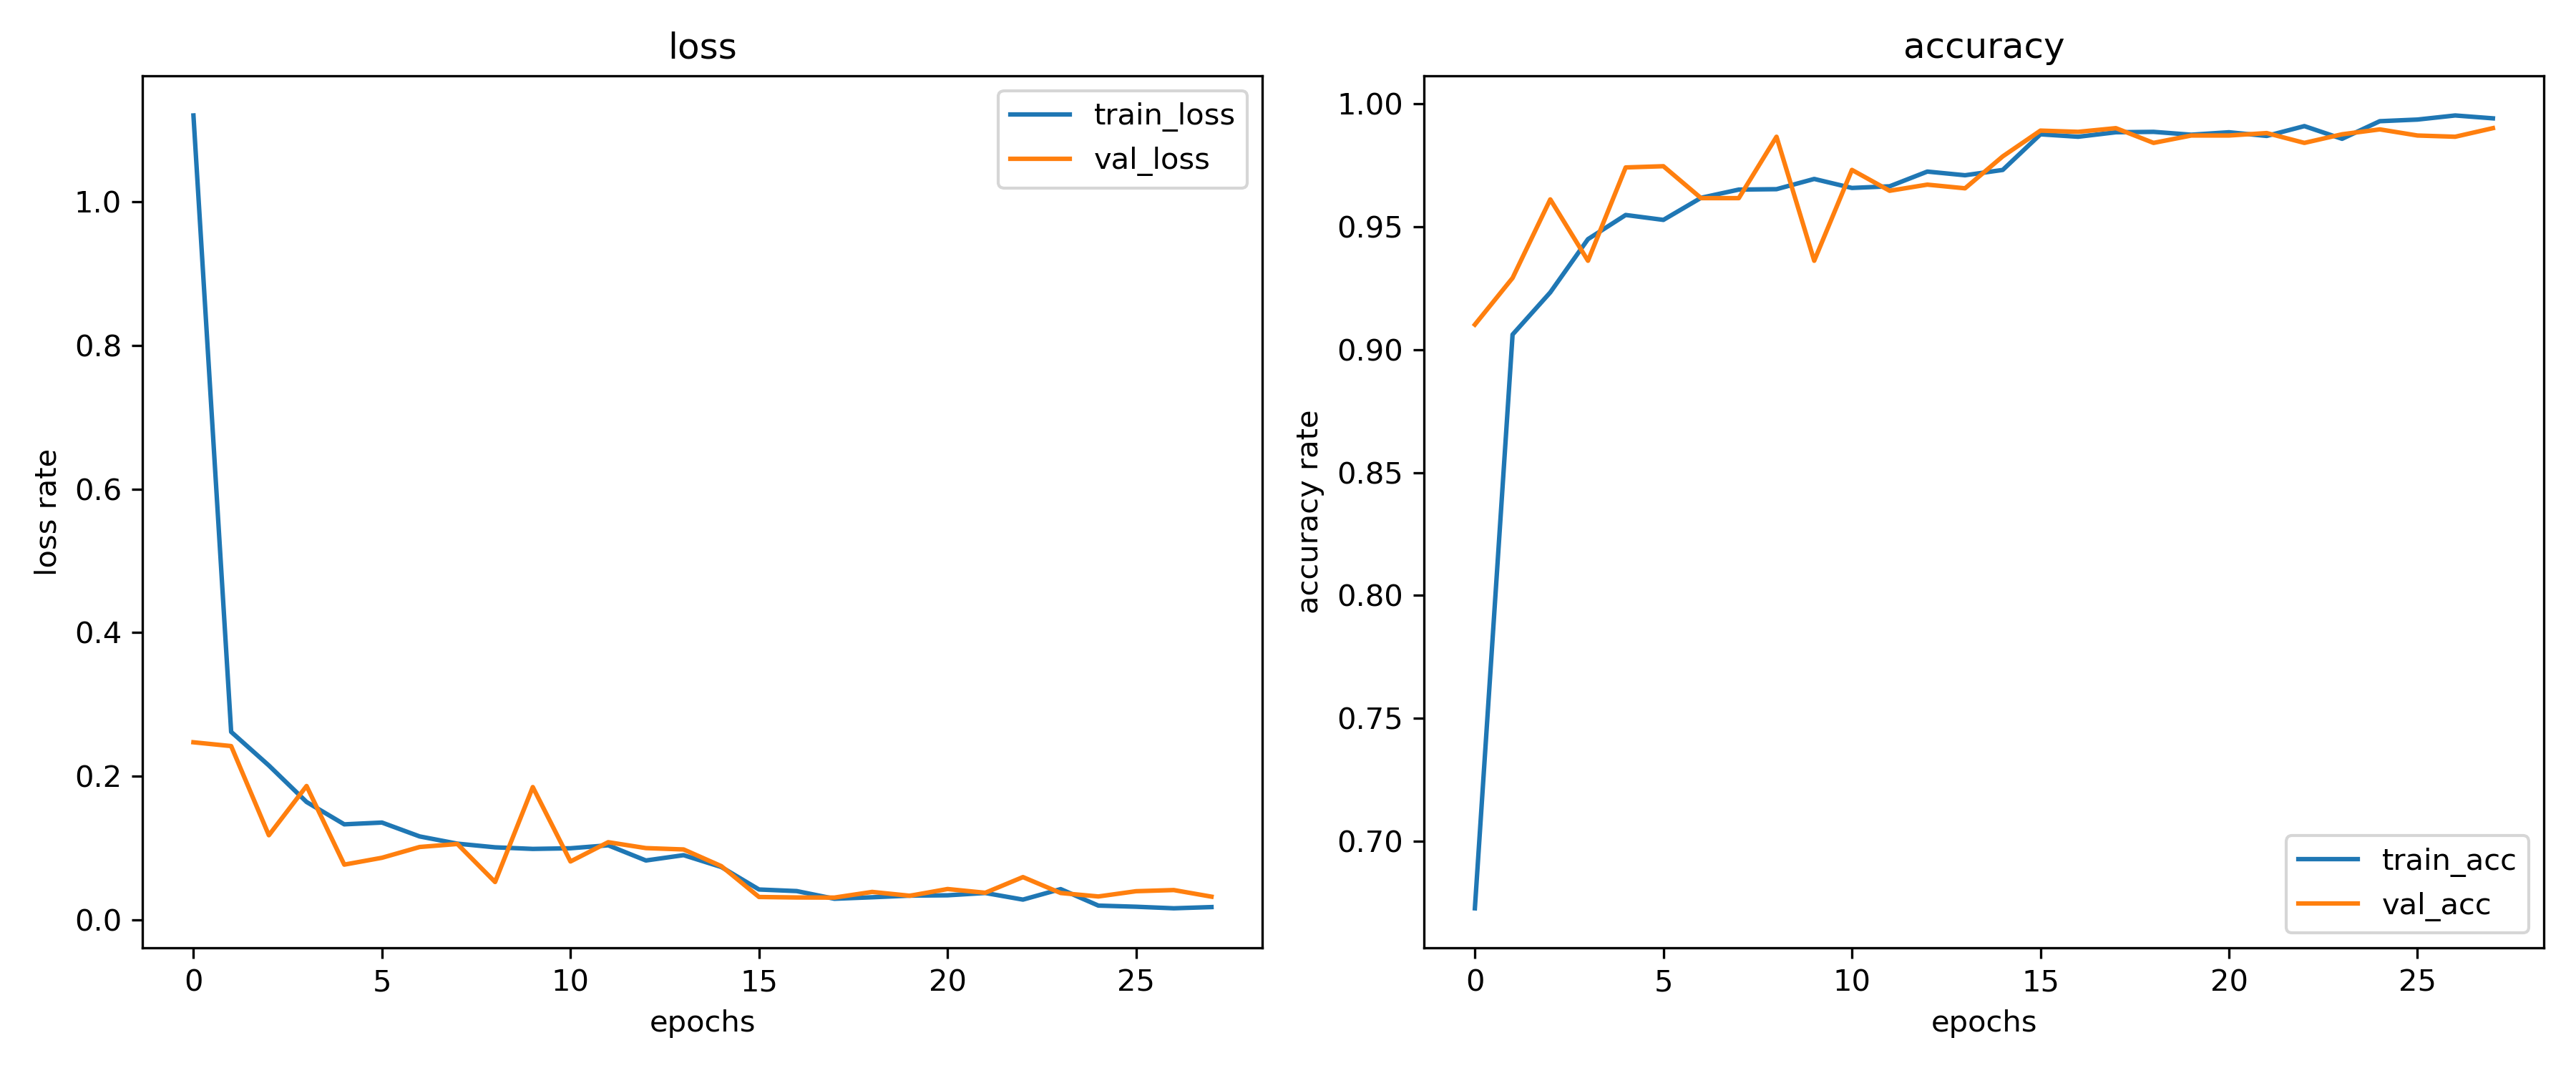 loss
train_loss
val_loss
1.0
0.8
0.6
0.4
0.2
0.0
loss rate
0 5 10 15 20 25
epochs
accuracy
1.00
0.95
0.90
0.85
0.80
0.75
0.70
accuracy rate
train_acc
val_acc
0 5 10 15 20 25
epochs